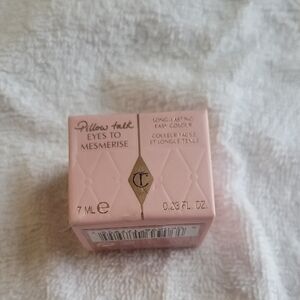 Pillow talk
EYES TO
MESMERISE
LONG-LASTING
EASY COLOUR
COULEUR FACILE
ET LONGUE TENUE
CT
7 ML ℮
0.23 FL. OZ.